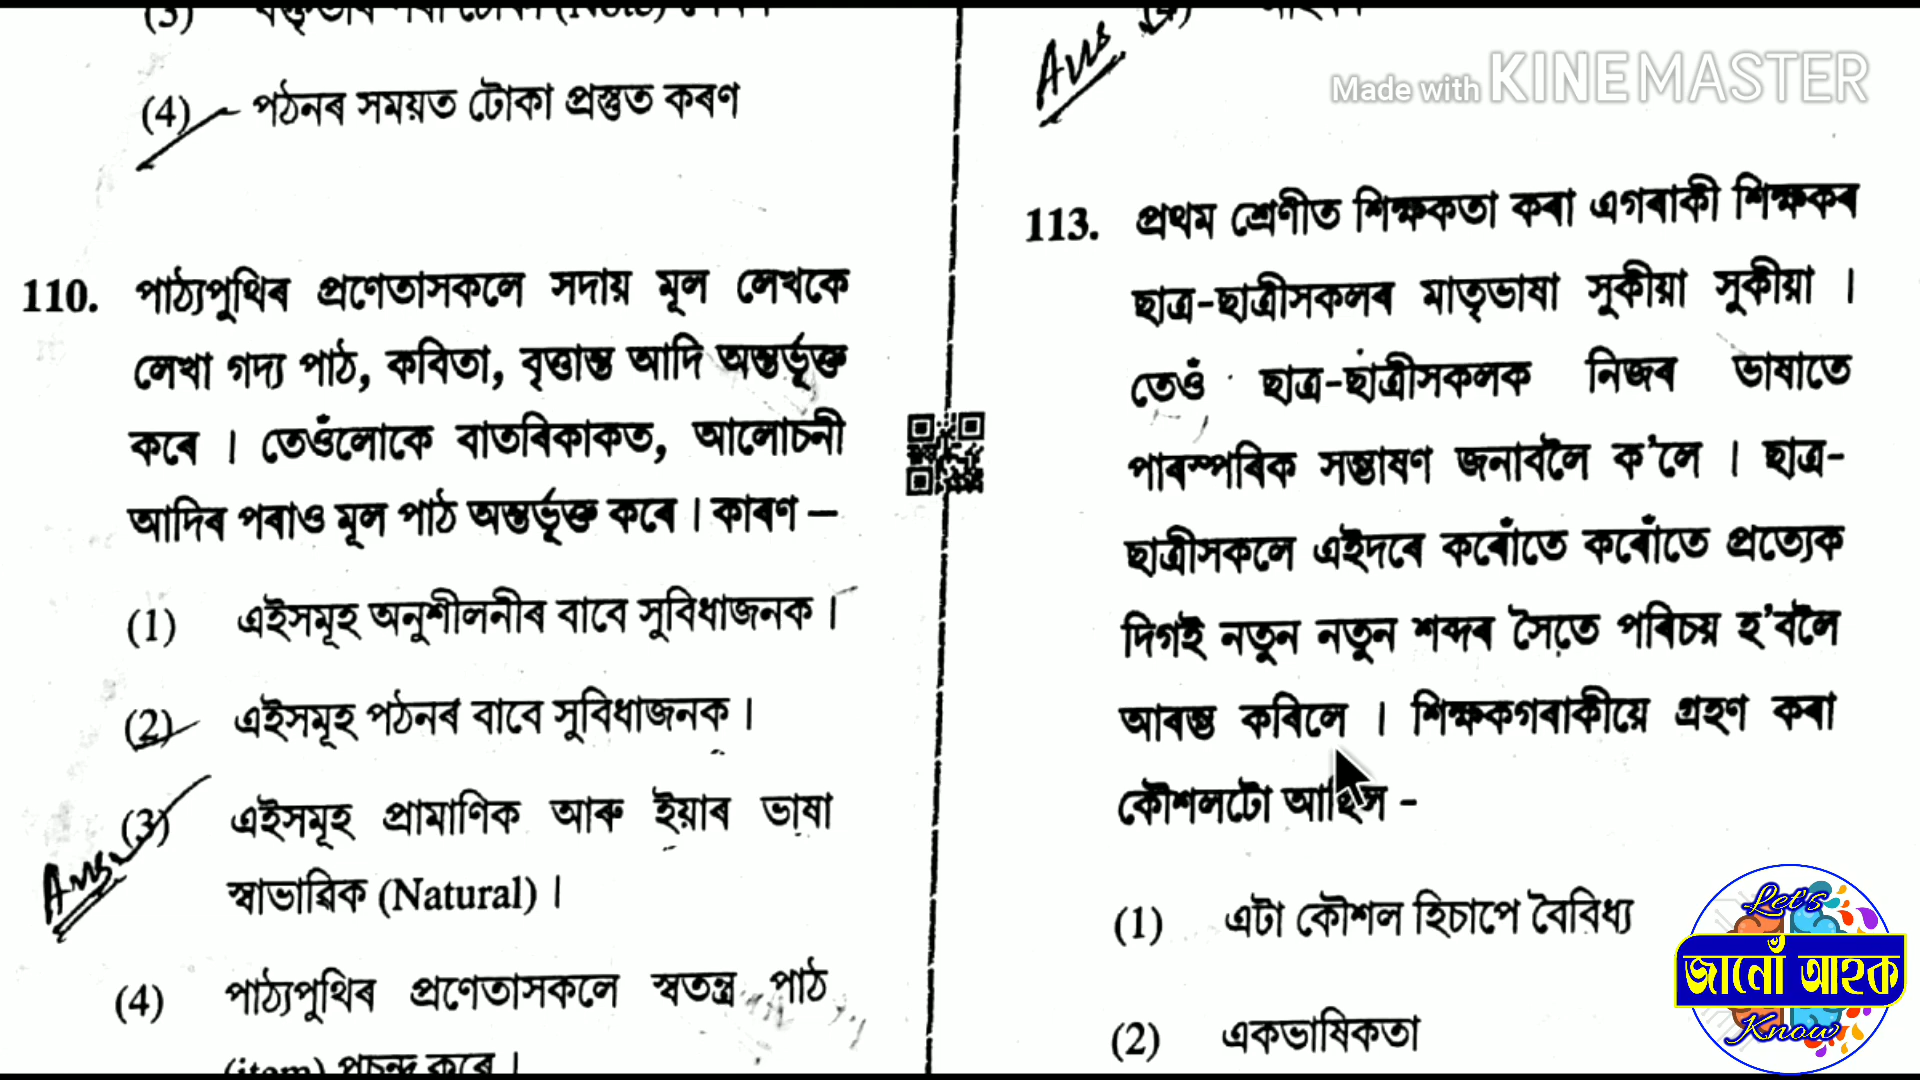 (4) পঠনৰ সময়ত টোকা প্ৰস্তুত কৰণ
110. পাঠ্যপুথিৰ প্ৰণেতাসকলে সদায় মূল লেখকে
লেখা গদ্য পাঠ, কবিতা, বৃত্তান্ত আদি অন্তৰ্ভূক্ত
কৰে । তেওঁলোকে বাতৰিকাকত, আলোচনী
আদিৰ পৰাও মূল পাঠ অন্তৰ্ভূক্ত কৰে । কাৰণ –
(1) এইসমূহ অনুশীলনীৰ বাবে সুবিধাজনক ।
(2) এইসমূহ পঠনৰ বাবে সুবিধাজনক ।
(3) এইসমূহ প্ৰামাণিক আৰু ইয়াৰ ভাষা
Ans
স্বাভাৱিক (Natural) ।
(4) পাঠ্যপুথিৰ প্ৰণেতাসকলে স্বতন্ত্ৰ পাঠ
(item) পচন্দ কৰে ।
Ans
Made with KINEMASTER
113. প্ৰথম শ্ৰেণীত শিক্ষকতা কৰা এগৰাকী শিক্ষকৰ
ছাত্ৰ-ছাত্ৰীসকলৰ মাতৃভাষা সুকীয়া সুকীয়া ।
তেওঁ ছাত্ৰ-ছাত্ৰীসকলক নিজৰ ভাষাতে
পাৰস্পৰিক সম্ভাষণ জনাবলৈ ক'লে । ছাত্ৰ-
ছাত্ৰীসকলে এইদৰে কৰোঁতে কৰোঁতে প্ৰত্যেক
দিগই নতুন নতুন শব্দৰ সৈতে পৰিচয় হ'বলৈ
আৰম্ভ কৰিলে । শিক্ষকগৰাকীয়ে গ্ৰহণ কৰা
কৌশলটো আছিল -
(1) এটা কৌশল হিচাপে বৈবিধ্য
(2) একভাষিকতা
Let's
জানোঁ আহক
Know